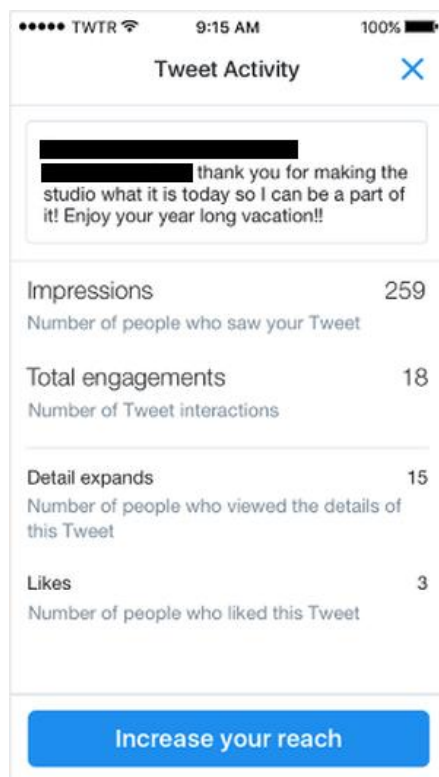 TWTR 9:15 AM 100%
Tweet Activity
thank you for making the
studio what it is today so I can be a part of
it! Enjoy your year long vacation!!
Impressions 259
Number of people who saw your Tweet
Total engagements 18
Number of Tweet interactions
Detail expands 15
Number of people who viewed the details of
this Tweet
Likes 3
Number of people who liked this Tweet
Increase your reach